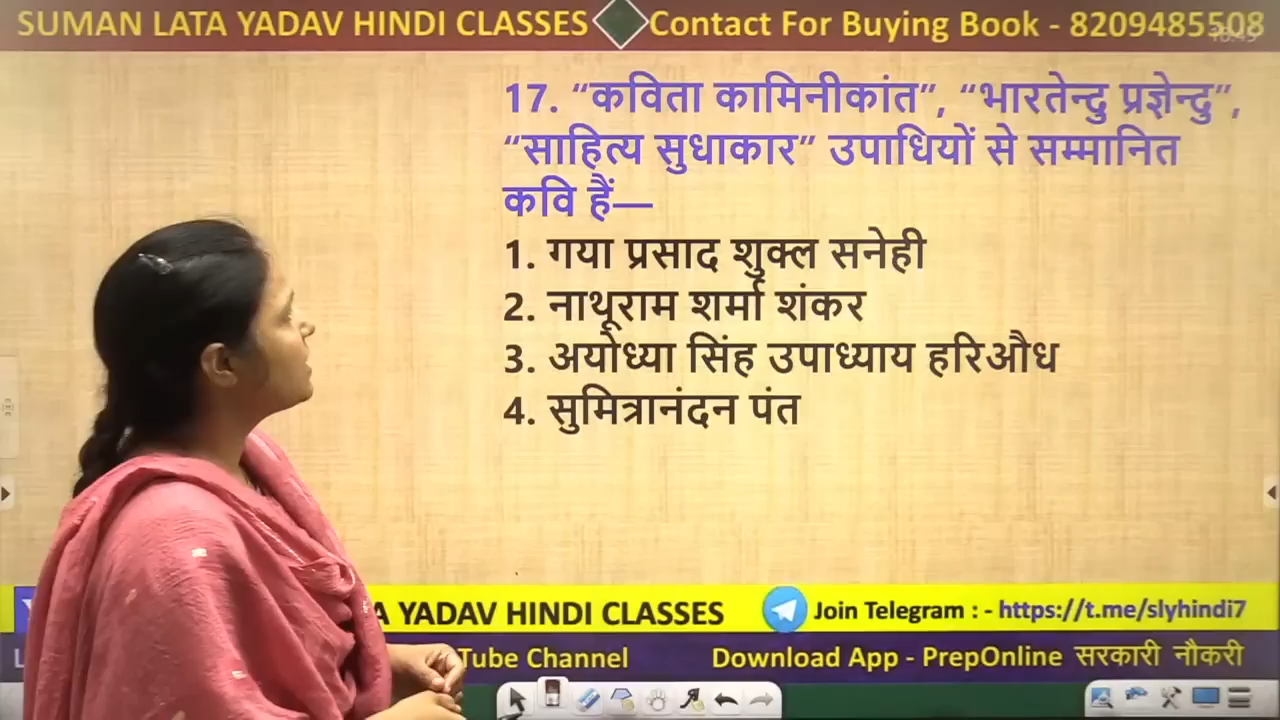 SUMAN LATA YADAV HINDI CLASSES Contact For Buying Book - 8209485508
17. “कविता कामिनीकांत”, “भारतेन्दु प्रज्ञेन्दु”,
“साहित्य सुधाकार” उपाधियों से सम्मानित
कवि हैं—
1. गया प्रसाद शुक्ल सनेही
2. नाथूराम शर्मा शंकर
3. अयोध्या सिंह उपाध्याय हरिऔध
4. सुमित्रानंदन पंत
YADAV HINDI CLASSES Join Telegram : - https://t.me/slyhindi7
Tube Channel Download App - PrepOnline सरकारी नौकरी